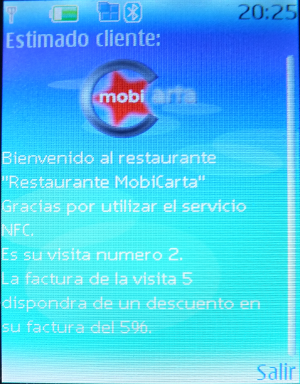 20:25
Estimado cliente:
mobiCarta
Bienvenido al restaurante
"Restaurante MobiCarta"
Gracias por utilizar el servicio
NFC.
Es su visita numero 2.
La factura de la visita 5
dispondra de un descuento en
su factura del 5%.
Salir